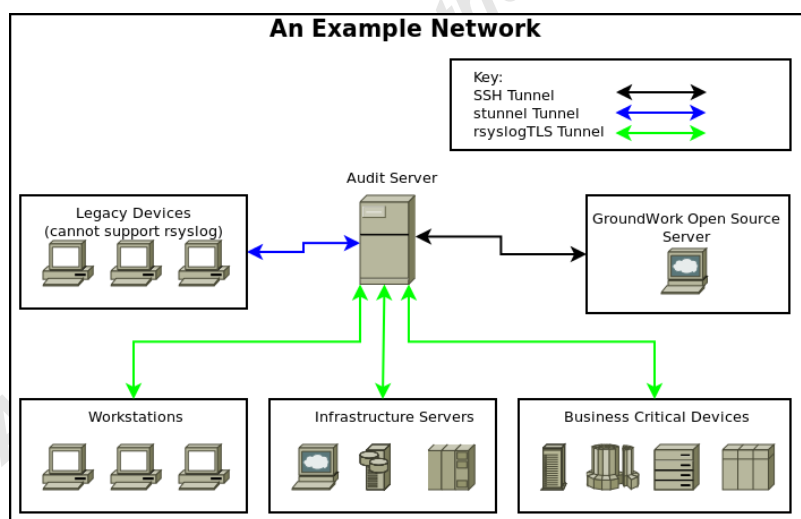 An Example Network
Key:
SSH Tunnel
stunnel Tunnel
rsyslogTLS Tunnel
Audit Server
Legacy Devices
(cannot support rsyslog)
GroundWork Open Source
Server
Workstations
Infrastructure Servers
Business Critical Devices